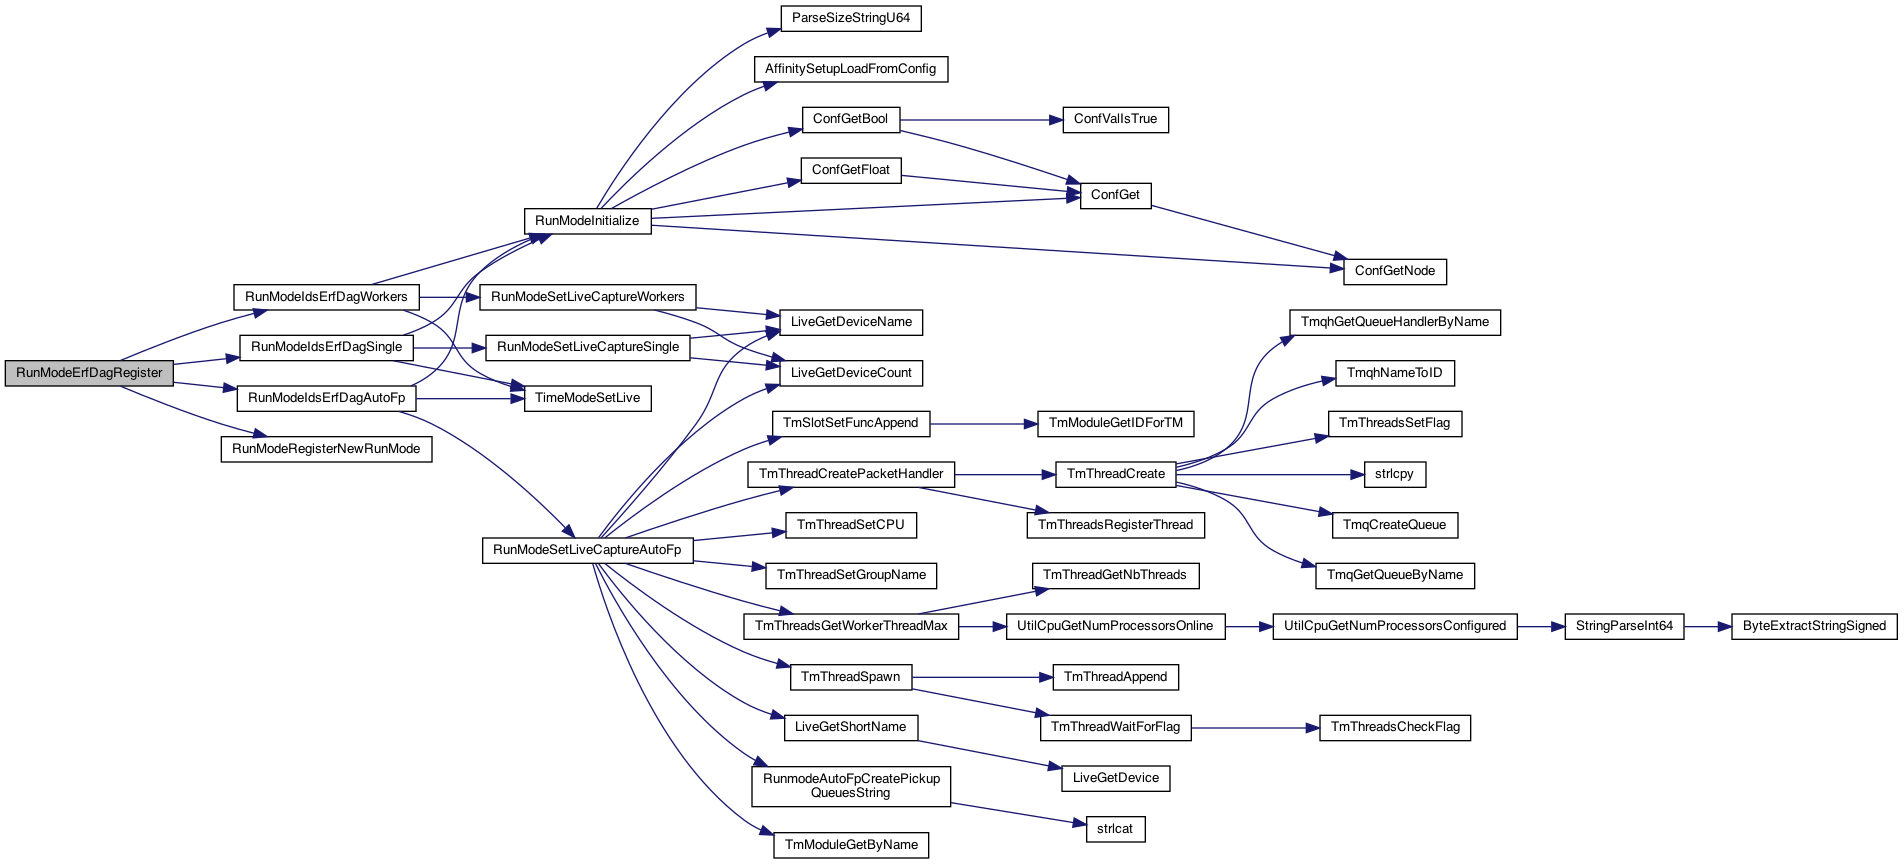 RunModeErfDagRegister
RunModeIdsErfDagWorkers
RunModeIdsErfDagSingle
RunModeIdsErfDagAutoFp
RunModeRegisterNewRunMode
RunModeInitialize
RunModeSetLiveCaptureWorkers
RunModeSetLiveCaptureSingle
TimeModeSetLive
RunModeSetLiveCaptureAutoFp
ParseSizeStringU64
AffinitySetupLoadFromConfig
ConfGetBool
ConfGetFloat
LiveGetDeviceName
LiveGetDeviceCount
TmSlotSetFuncAppend
TmThreadCreatePacketHandler
TmThreadSetCPU
TmThreadSetGroupName
TmThreadsGetWorkerThreadMax
TmThreadSpawn
LiveGetShortName
RunmodeAutoFpCreatePickup
QueuesString
TmModuleGetByName
ConfValIsTrue
ConfGet
TmModuleGetIDForTM
TmThreadCreate
TmThreadsRegisterThread
TmThreadGetNbThreads
UtilCpuGetNumProcessorsOnline
TmThreadAppend
TmThreadWaitForFlag
LiveGetDevice
strlcat
ConfGetNode
TmqhGetQueueHandlerByName
TmqhNameToID
TmThreadsSetFlag
strlcpy
TmqCreateQueue
TmqGetQueueByName
UtilCpuGetNumProcessorsConfigured
TmThreadsCheckFlag
StringParseInt64
ByteExtractStringSigned